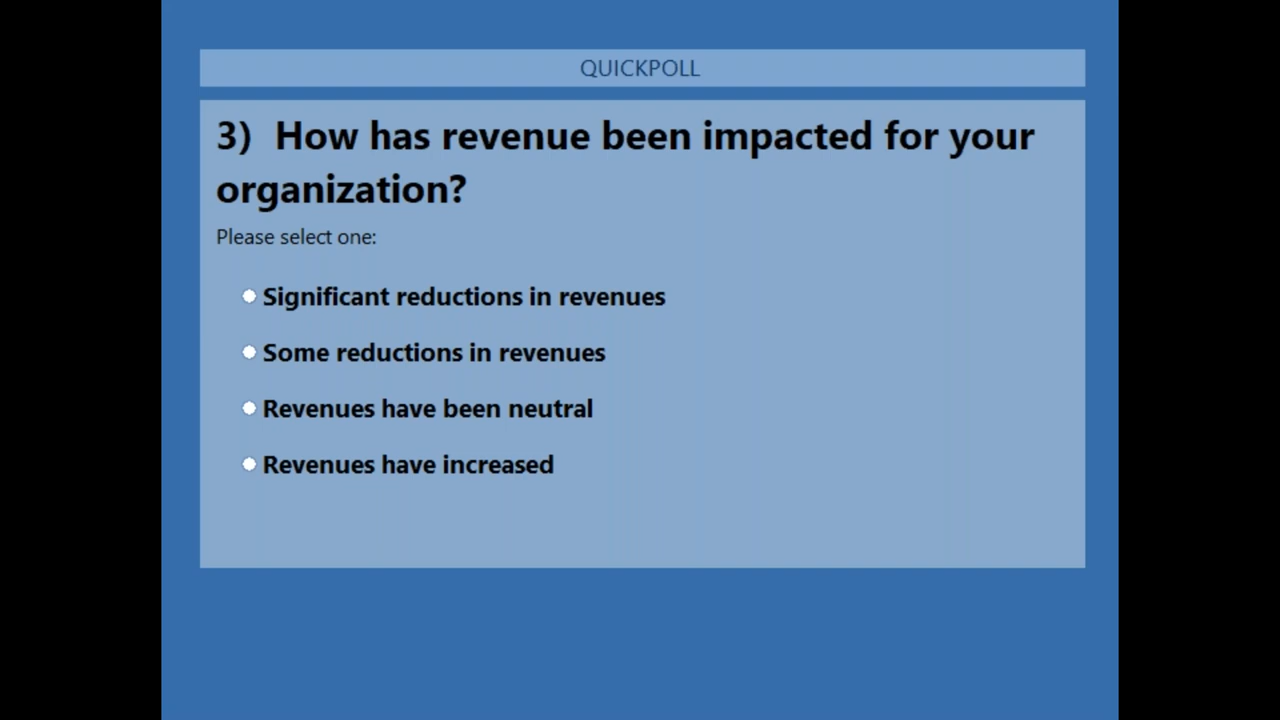 QUICKPOLL
3) How has revenue been impacted for your
organization?
Please select one:
Significant reductions in revenues
Some reductions in revenues
Revenues have been neutral
Revenues have increased